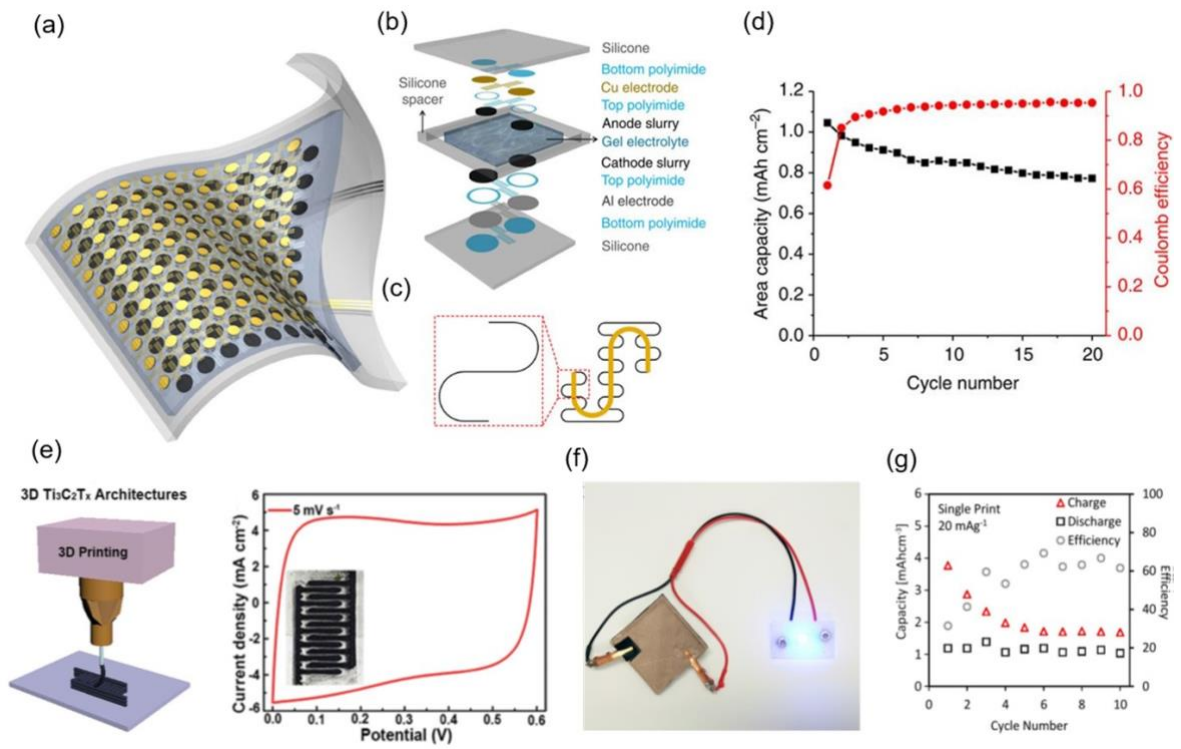 (a)
(b)
Silicone
Bottom polyimide
Cu electrode
Top polyimide
Anode slurry
Gel electrolyte
Cathode slurry
Top polyimide
Al electrode
Bottom polyimide
Silicone
Silicone
spacer
(c)
(d)
1.2
1.0
0.8
0.6
0.4
0.2
0.0
Area capacity (mAh cm⁻²)
0 5 10 15 20
Cycle number
1.0
0.8
0.6
0.4
0.2
0.0
Coulomb efficiency
(e)
3D Ti₃C₂Tₓ Architectures
3D Printing
6
4
2
0
-2
-4
-6
Current density (mA cm⁻²)
5 mV s⁻¹
0.0 0.1 0.2 0.3 0.4 0.5 0.6
Potential (V)
(f)
(g)
6
5
4
3
2
1
0
Capacity [mAhcm⁻³]
Single Print
20 mAg⁻¹
Charge
Discharge
Efficiency
0 2 4 6 8 10
Cycle Number
100
80
60
40
20
0
Efficiency